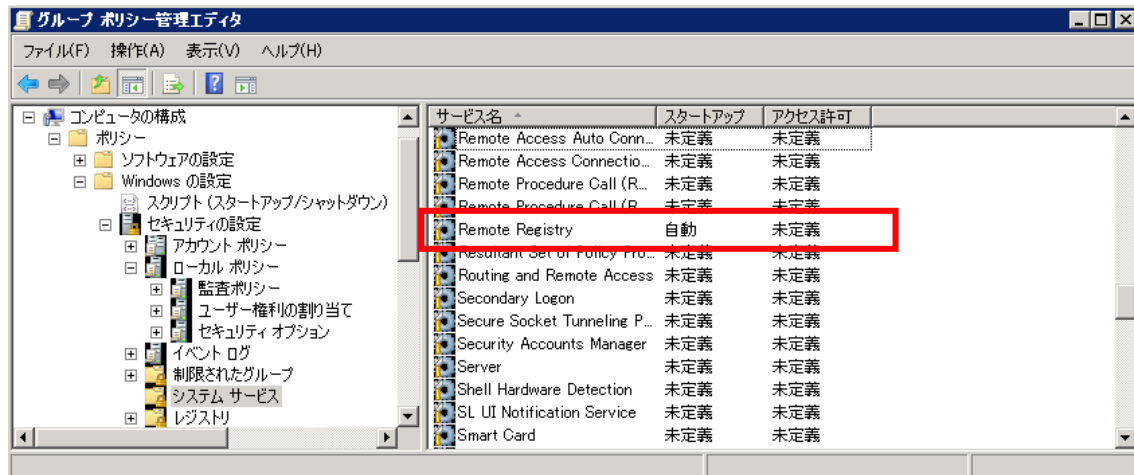 グループ ポリシー管理エディタ
ファイル(F) 操作(A) 表示(V) ヘルプ(H)
コンピュータの構成
ポリシー
ソフトウェアの設定
Windows の設定
スクリプト (スタートアップ/シャットダウン)
セキュリティの設定
アカウント ポリシー
ローカル ポリシー
監査ポリシー
ユーザー権利の割り当て
セキュリティ オプション
イベント ログ
制限されたグループ
システム サービス
レジストリ
サービス名 スタートアップ アクセス許可
Remote Access Auto Conn... 未定義 未定義
Remote Access Connectio... 未定義 未定義
Remote Procedure Call (R... 未定義 未定義
Remote Procedure Call (R... 未定義 未定義
Remote Registry 自動 未定義
Resultant Set of Policy Pro... 未定義 未定義
Routing and Remote Access 未定義 未定義
Secondary Logon 未定義 未定義
Secure Socket Tunneling P... 未定義 未定義
Security Accounts Manager 未定義 未定義
Server 未定義 未定義
Shell Hardware Detection 未定義 未定義
SL UI Notification Service 未定義 未定義
Smart Card 未定義 未定義